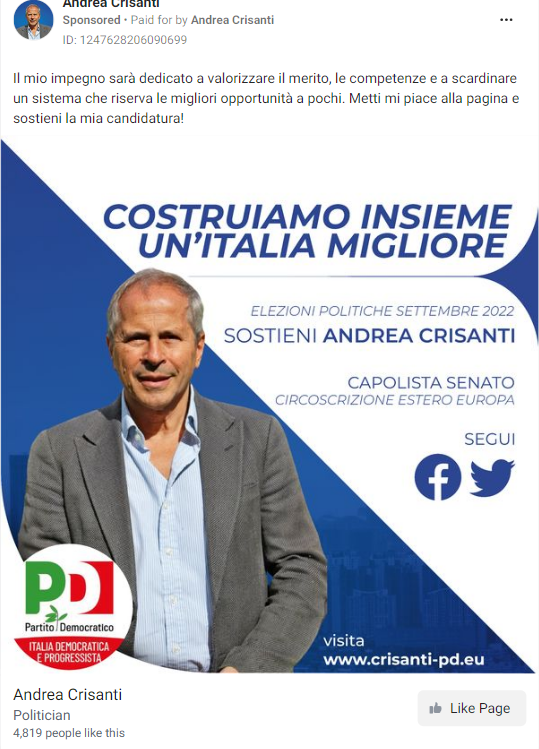 Andrea Crisanti
Sponsored • Paid for by Andrea Crisanti
ID: 1247628206090699
Il mio impegno sarà dedicato a valorizzare il merito, le competenze e a scardinare
un sistema che riserva le migliori opportunità a pochi. Metti mi piace alla pagina e
sostieni la mia candidatura!
COSTRUIAMO INSIEME
UN'ITALIA MIGLIORE
ELEZIONI POLITICHE SETTEMBRE 2022
SOSTIENI ANDREA CRISANTI
CAPOLISTA SENATO
CIRCOSCRIZIONE ESTERO EUROPA
SEGUI
PD
Partito Democratico
ITALIA DEMOCRATICA
E PROGRESSISTA
visita
www.crisanti-pd.eu
Andrea Crisanti
Politician
4,819 people like this
Like Page